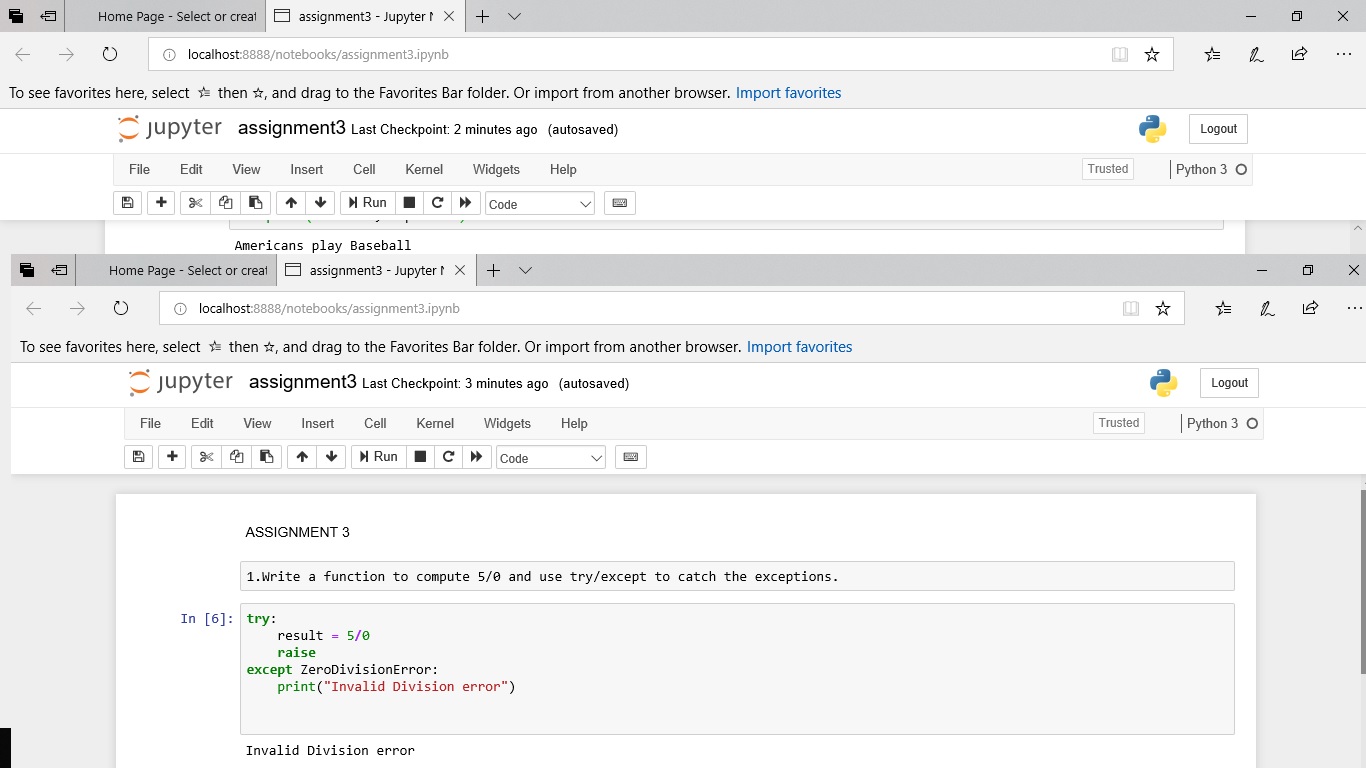 Home Page - Select or creat
assignment3 - Jupyter N
localhost:8888/notebooks/assignment3.ipynb
To see favorites here, select then , and drag to the Favorites Bar folder. Or import from another browser. Import favorites
jupyter assignment3 Last Checkpoint: 2 minutes ago (autosaved)
Logout
File Edit View Insert Cell Kernel Widgets Help
Trusted
Python 3
Run
Code
Americans play Baseball
Home Page - Select or creat
assignment3 - Jupyter N
localhost:8888/notebooks/assignment3.ipynb
To see favorites here, select then , and drag to the Favorites Bar folder. Or import from another browser. Import favorites
jupyter assignment3 Last Checkpoint: 3 minutes ago (autosaved)
Logout
File Edit View Insert Cell Kernel Widgets Help
Trusted
Python 3
Run
Code
ASSIGNMENT 3
1.Write a function to compute 5/0 and use try/except to catch the exceptions.
In [6]:
try:
    result = 5/0
    raise
except ZeroDivisionError:
    print("Invalid Division error")
Invalid Division error